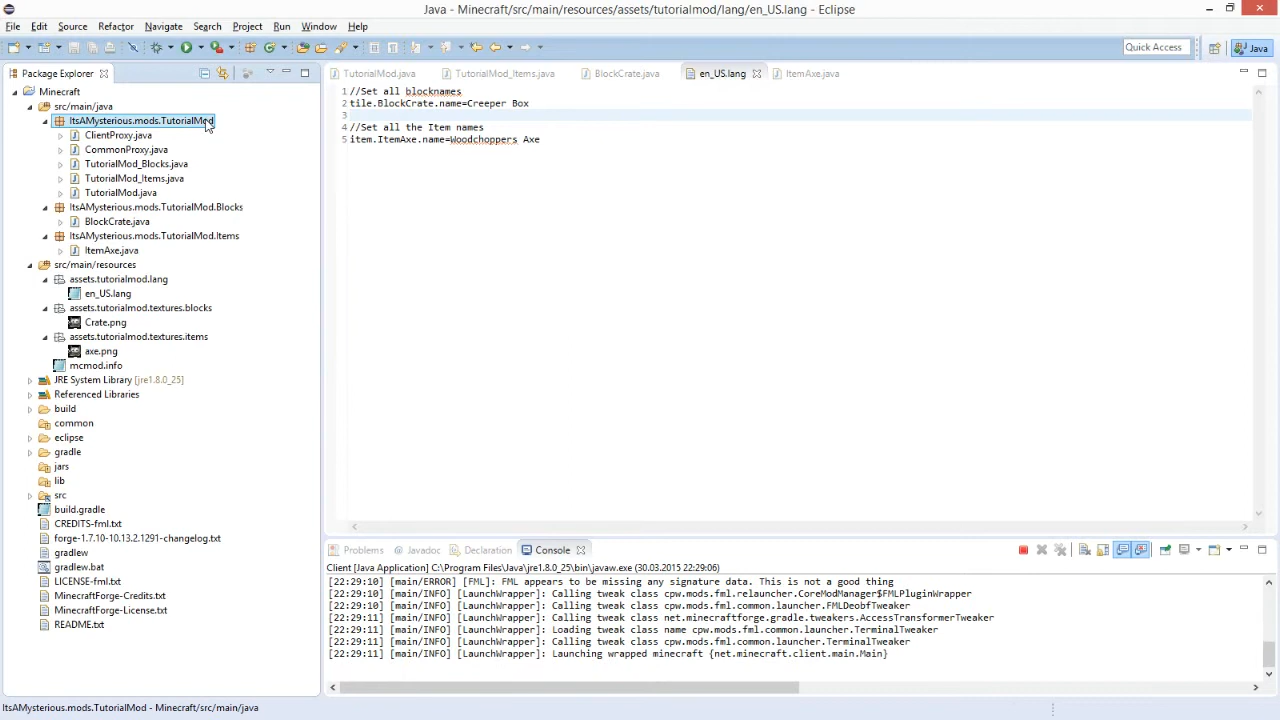 Java - Minecraft/src/main/resources/assets/tutorialmod/lang/en_US.lang - Eclipse
File Edit Source Refactor Navigate Search Project Run Window Help
Quick Access
Java
Package Explorer
Minecraft
src/main/java
ItsAMysterious.mods.TutorialMod
ClientProxy.java
CommonProxy.java
TutorialMod_Blocks.java
TutorialMod_Items.java
TutorialMod.java
ItsAMysterious.mods.TutorialMod.Blocks
BlockCrate.java
ItsAMysterious.mods.TutorialMod.Items
ItemAxe.java
src/main/resources
assets.tutorialmod.lang
en_US.lang
assets.tutorialmod.textures.blocks
Crate.png
assets.tutorialmod.textures.items
axe.png
mcmod.info
JRE System Library [jre1.8.0_25]
Referenced Libraries
build
common
eclipse
gradle
jars
lib
src
build.gradle
CREDITS-fml.txt
forge-1.7.10-10.13.2.1291-changelog.txt
gradlew
gradlew.bat
LICENSE-fml.txt
MinecraftForge-Credits.txt
MinecraftForge-License.txt
README.txt
TutorialMod.java TutorialMod_Items.java BlockCrate.java en_US.lang ItemAxe.java
1 //Set all blocknames
2 tile.BlockCrate.name=Creeper Box
3
4 //Set all the Item names
5 item.ItemAxe.name=Woodchoppers Axe
Problems Javadoc Declaration Console
Client [Java Application] C:\Program Files\Java\jre1.8.0_25\bin\javaw.exe (30.03.2015 22:29:06)
[22:29:10] [main/ERROR] [FML]: FML appears to be missing any signature data. This is not a good thing
[22:29:10] [main/INFO] [LaunchWrapper]: Calling tweak class cpw.mods.fml.relauncher.CoreModManager$FMLPluginWrapper
[22:29:10] [main/INFO] [LaunchWrapper]: Calling tweak class cpw.mods.fml.common.launcher.FMLDeobfTweaker
[22:29:11] [main/INFO] [LaunchWrapper]: Calling tweak class net.minecraftforge.gradle.tweakers.AccessTransformerTweaker
[22:29:11] [main/INFO] [LaunchWrapper]: Loading tweak class name cpw.mods.fml.common.launcher.TerminalTweaker
[22:29:11] [main/INFO] [LaunchWrapper]: Calling tweak class cpw.mods.fml.common.launcher.TerminalTweaker
[22:29:11] [main/INFO] [LaunchWrapper]: Launching wrapped minecraft {net.minecraft.client.main.Main}
ItsAMysterious.mods.TutorialMod - Minecraft/src/main/java